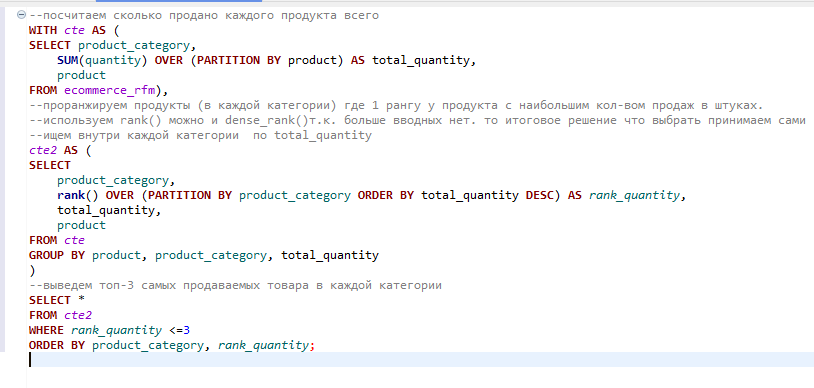 --посчитаем сколько продано каждого продукта всего
WITH cte AS (
SELECT product_category,
    SUM(quantity) OVER (PARTITION BY product) AS total_quantity,
    product
FROM ecommerce_rfm),
--проранжируем продукты (в каждой категории) где 1 рангу у продукта с наибольшим кол-вом продаж в штуках.
--используем rank() можно и dense_rank()т.к. больше вводных нет. то итоговое решение что выбрать принимаем сами
--ищем внутри каждой категории  по total_quantity
cte2 AS (
SELECT
    product_category,
    rank() OVER (PARTITION BY product_category ORDER BY total_quantity DESC) AS rank_quantity,
    total_quantity,
    product
FROM cte
GROUP BY product, product_category, total_quantity
)
--выведем топ-3 самых продаваемых товара в каждой категории
SELECT *
FROM cte2
WHERE rank_quantity <=3
ORDER BY product_category, rank_quantity;